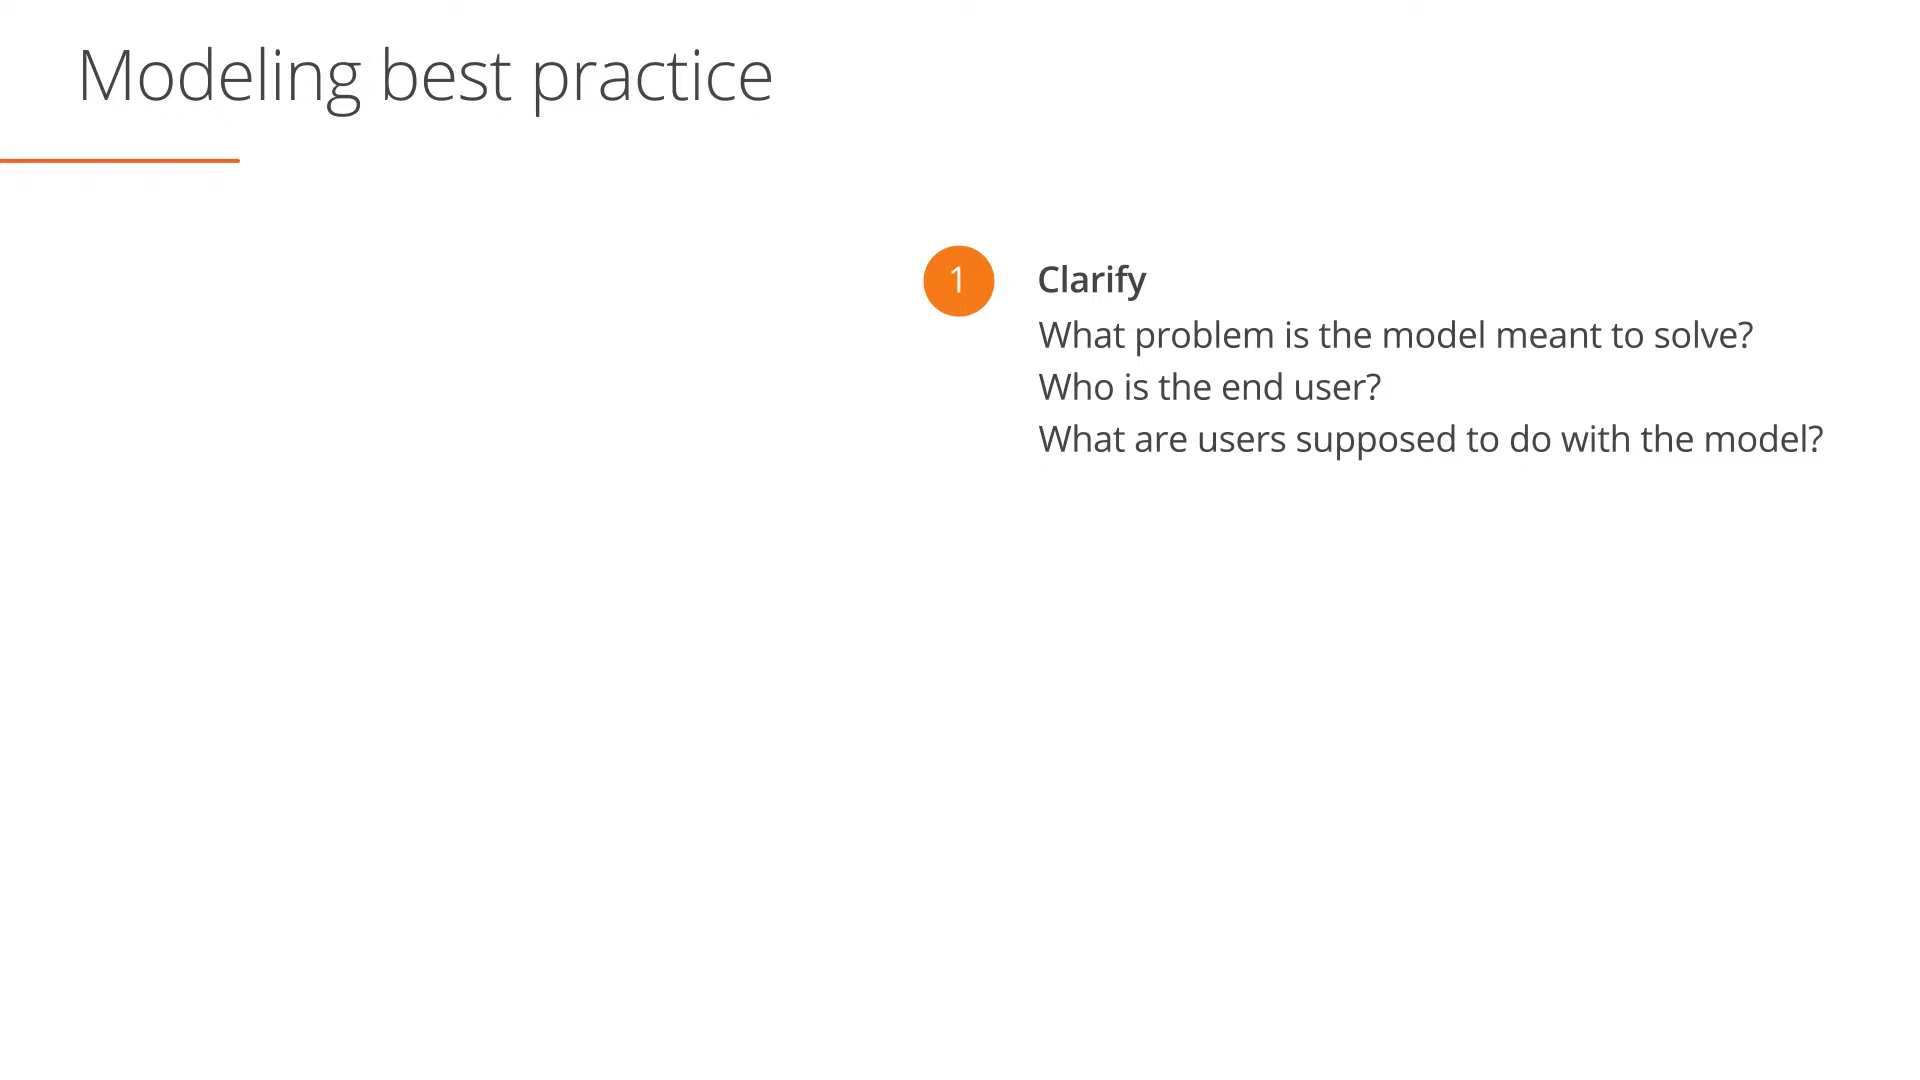 Modeling best practice
1
Clarify
What problem is the model meant to solve?
Who is the end user?
What are users supposed to do with the model?